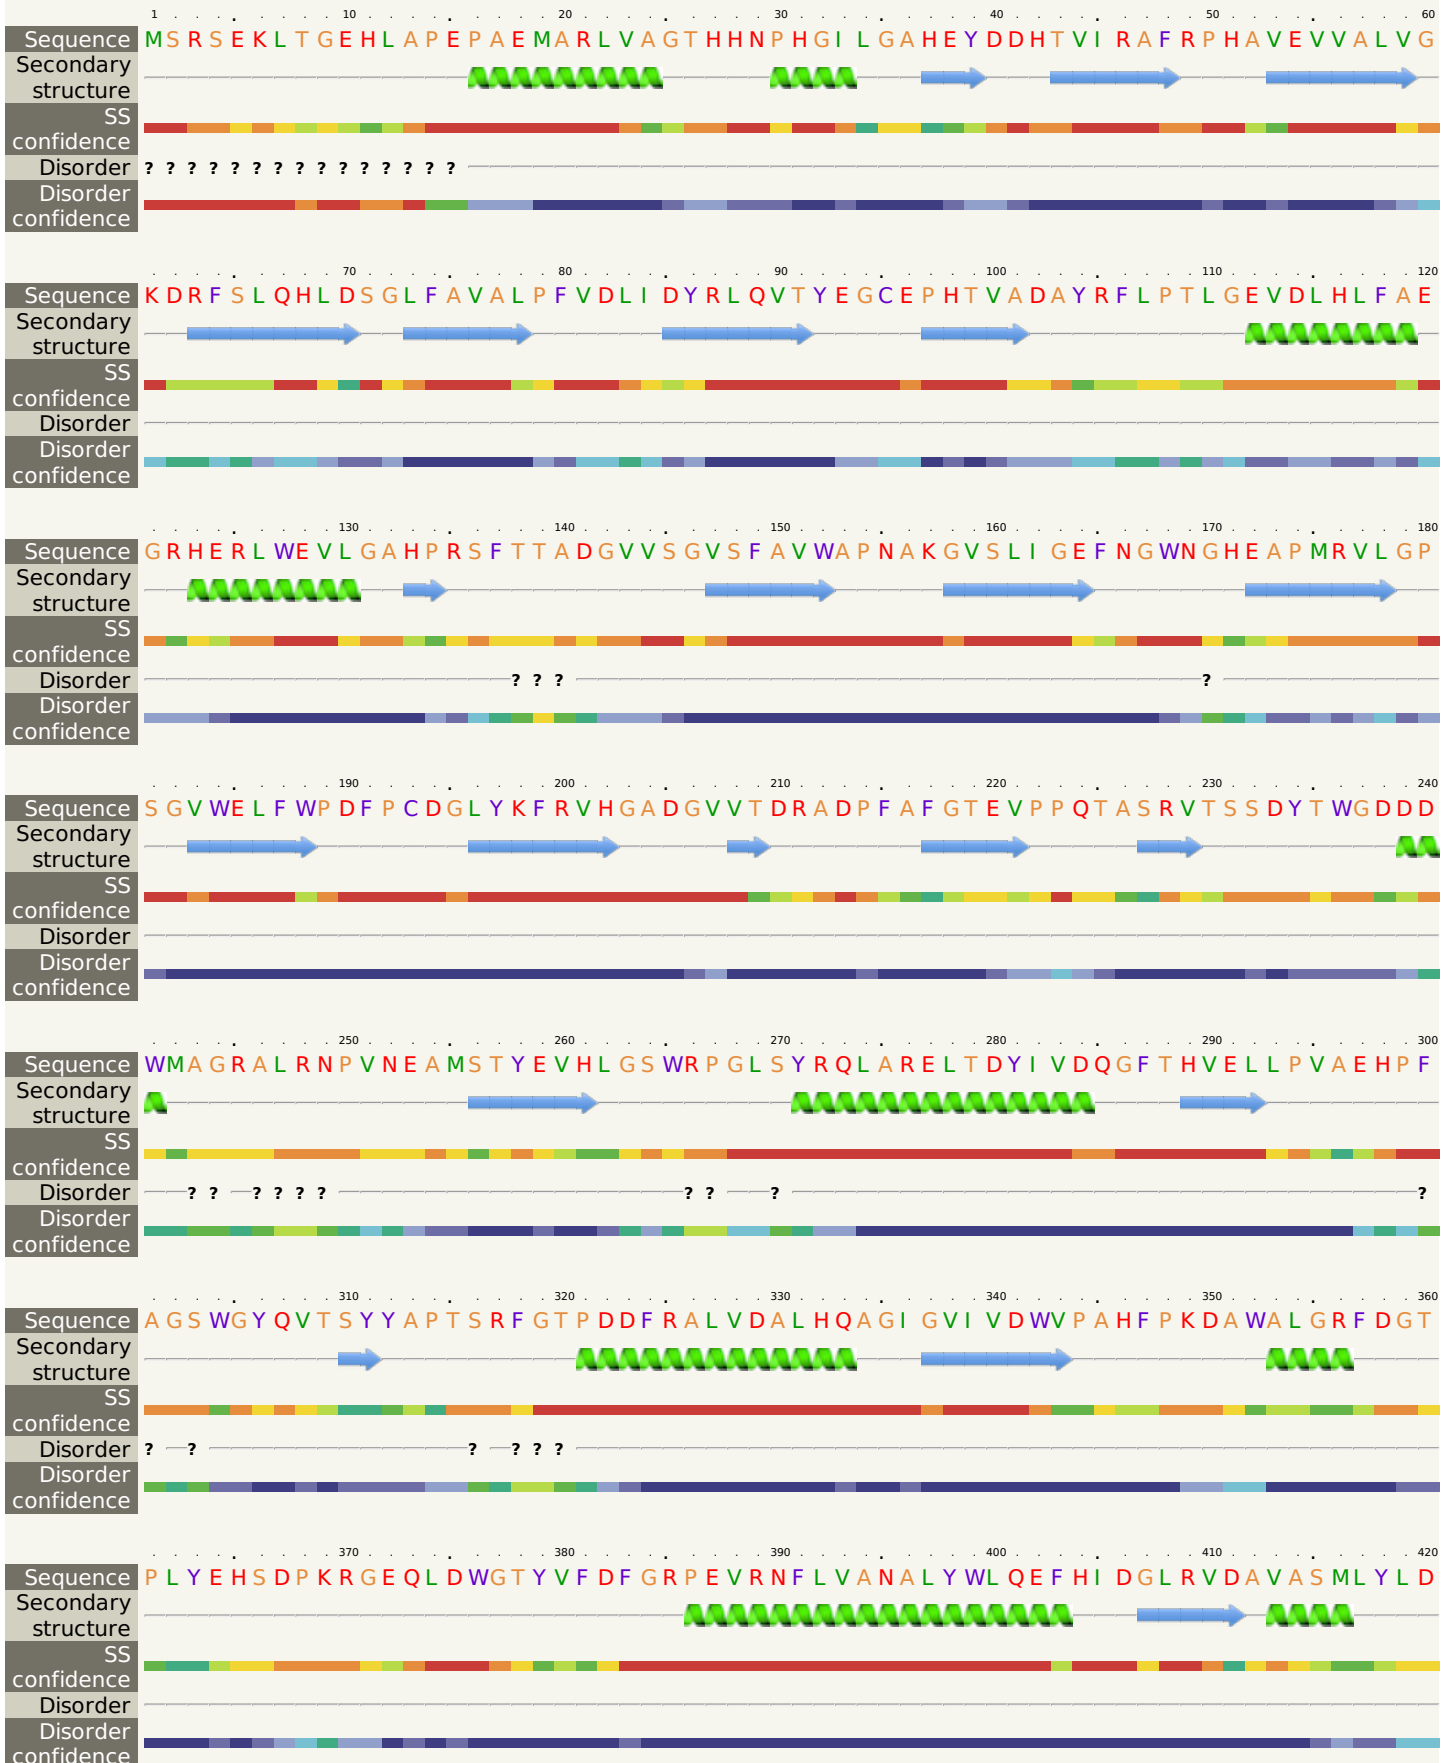 1 10 20 30 40 50 60
Sequence MSRSEKLTGEHLAPEPAEMARLVAGTHHNPHGILGAHEYDDHTVIRAFRPHAVEVVALVG
Secondary
structure
SS
confidence
Disorder ? ? ? ? ? ? ? ? ? ? ? ? ? ? ?
Disorder
confidence
70 80 90 100 110 120
Sequence KDRFSLQHLDSGLFAVALPFVDLIDYRLQVTYEGCEPHTVADAYRFLPTLGEVDLHLFAE
Secondary
structure
SS
confidence
Disorder
Disorder
confidence
130 140 150 160 170 180
Sequence GRHERLWEVLGAHPRSFTTADGVVSGVSFAVWAPNAKGVSLIGEFNGWNGHEAPMRVLGP
Secondary
structure
SS
confidence
Disorder ? ? ? ?
Disorder
confidence
190 200 210 220 230 240
Sequence SGVWELFWPDFPCDGLYKFRVHGADGVVTDRADPFAFGTEVPPQTASRVTSSDYTWGDDD
Secondary
structure
SS
confidence
Disorder
Disorder
confidence
250 260 270 280 290 300
Sequence WMAGRALRNPVNEAMSTYEVHLGSWRPGLSYRQLARELTDYIVDQGFTHVELLPVAEHPF
Secondary
structure
SS
confidence
Disorder ? ? ? ? ? ? ? ? ? ?
Disorder
confidence
310 320 330 340 350 360
Sequence AGSWGYQVTSYYAPTSRFGTPDDFRALVDALHQAGIGVIVDWVPAHFPKDAWALGRFDGT
Secondary
structure
SS
confidence
Disorder ? ? ? ? ? ?
Disorder
confidence
370 380 390 400 410 420
Sequence PLYEHSDPKRGEQLDWGTYVFDFGRPEVRNFLVANALYWLQEFHIDGLRVDAVASMLYLD
Secondary
structure
SS
confidence
Disorder
Disorder
confidence